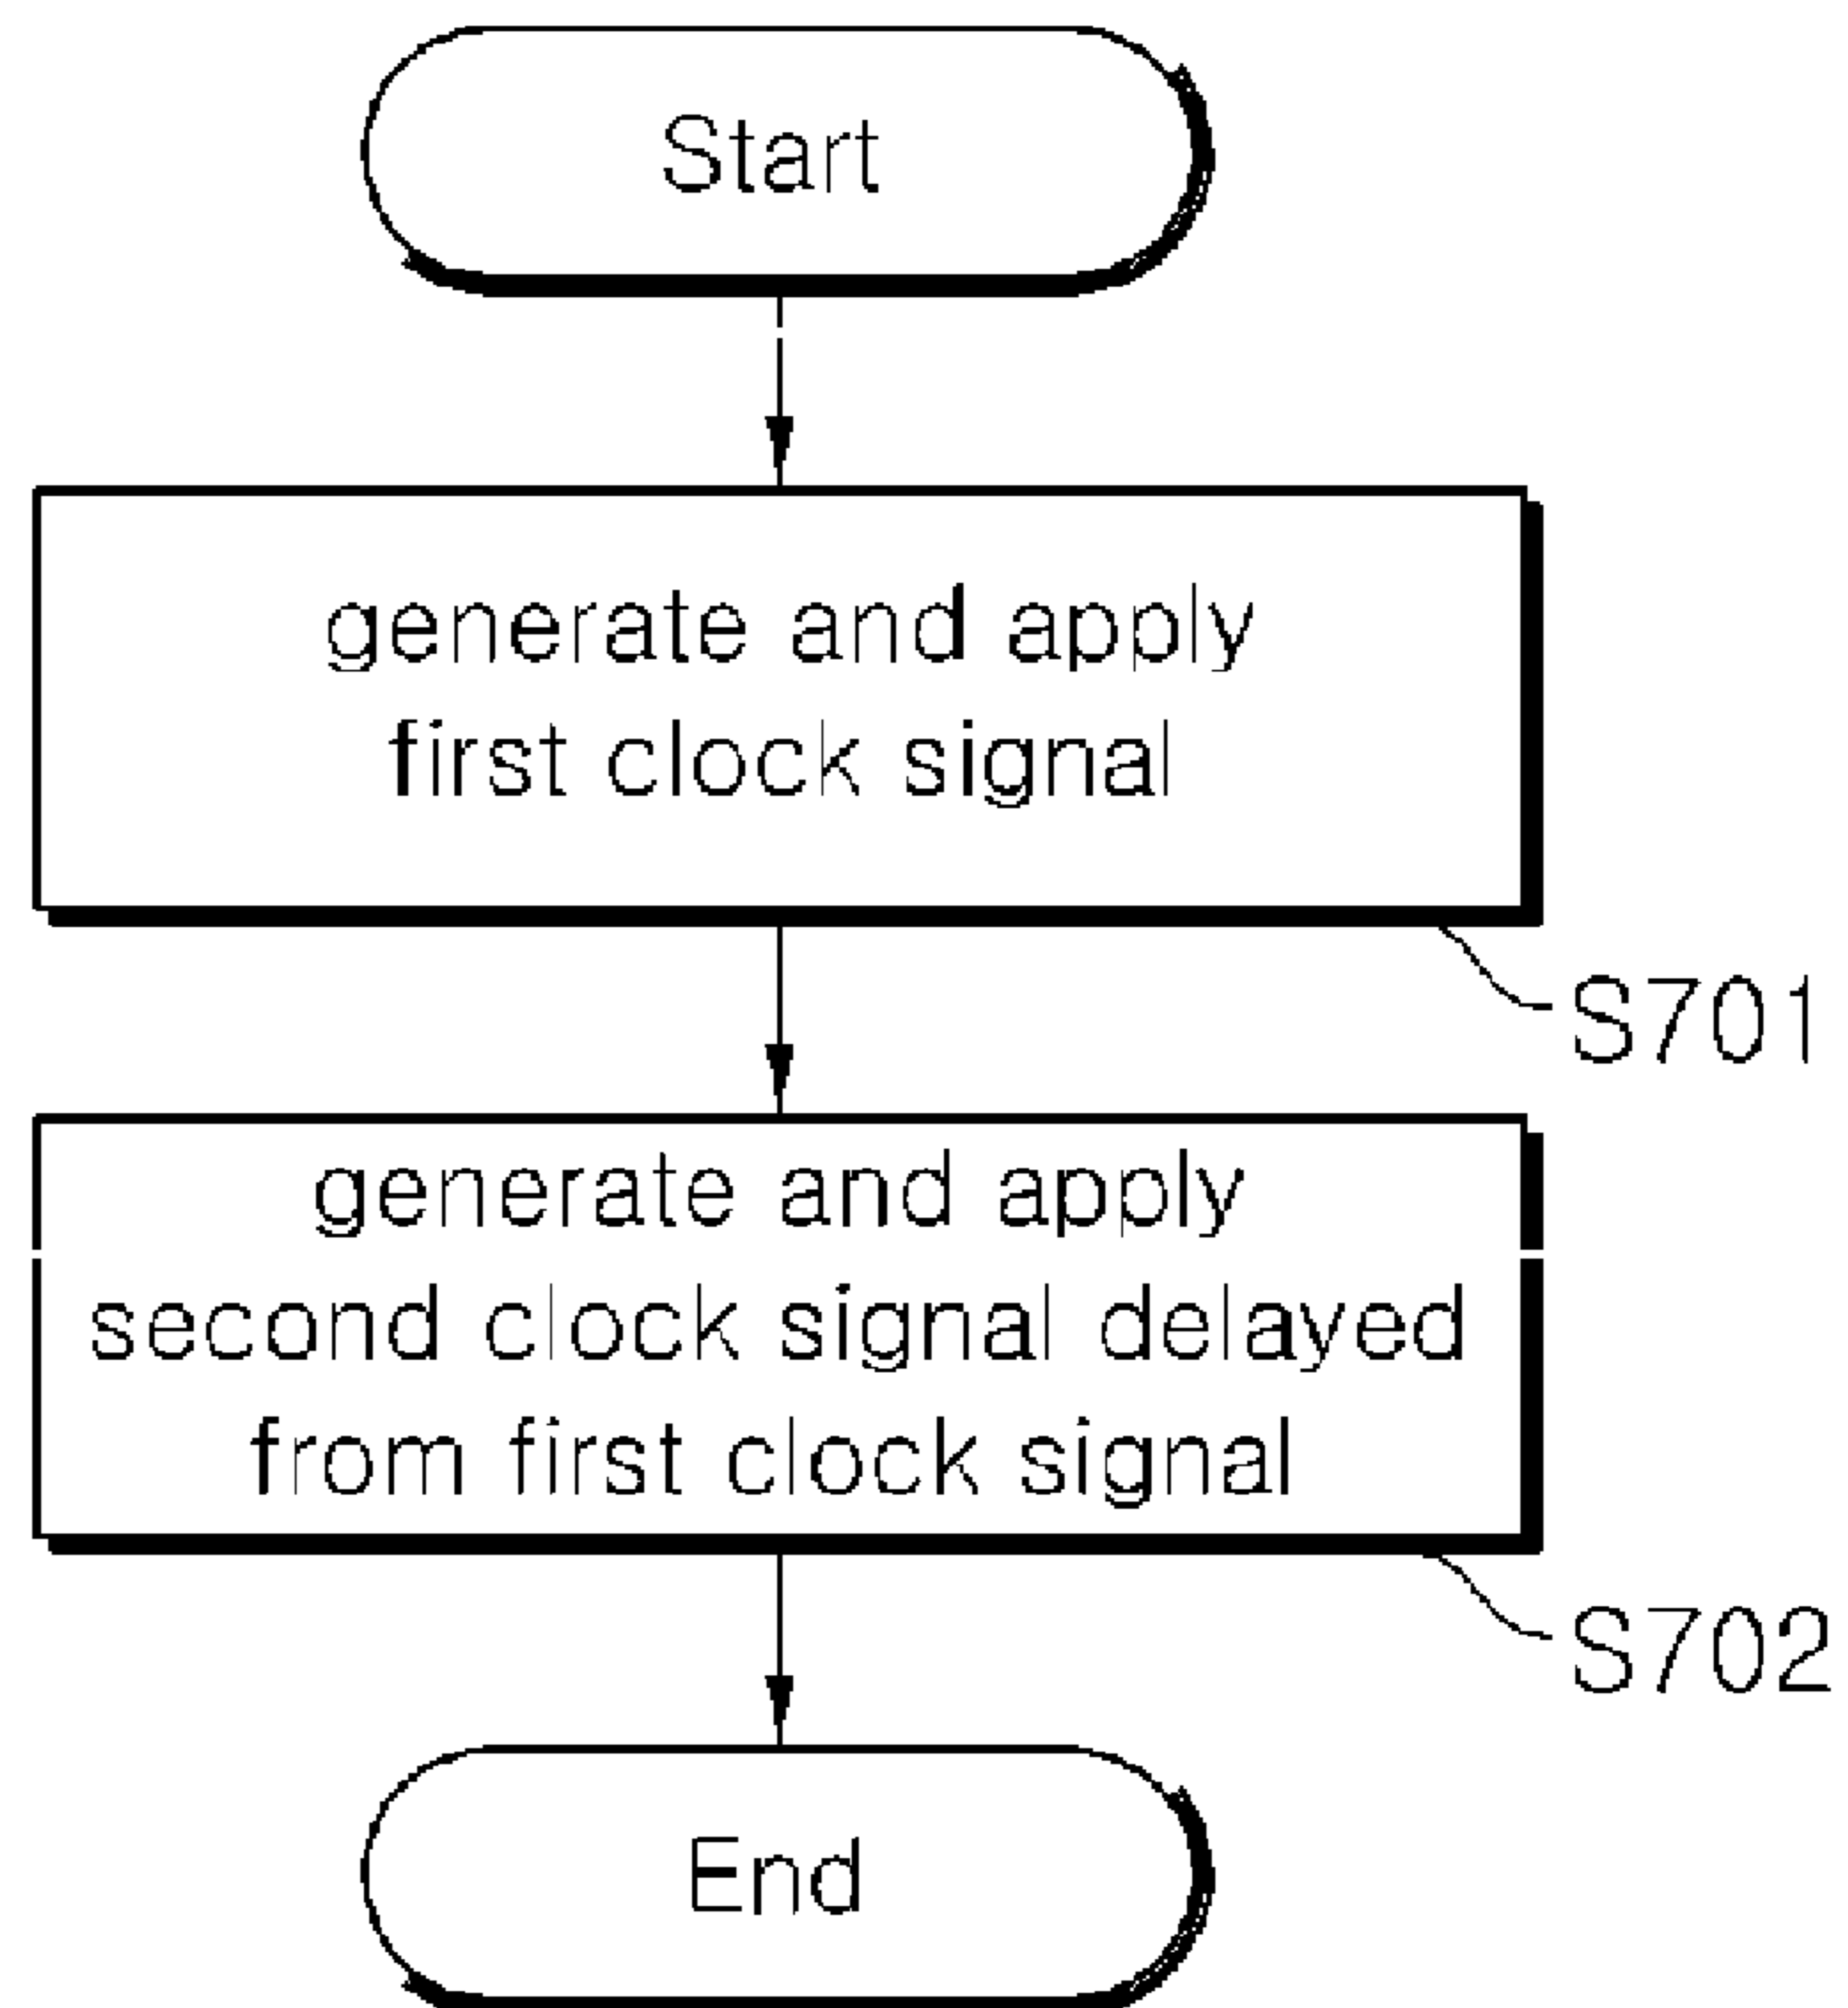 Start
generate and apply
first clock signal
S701
generate and apply
second clock signal delayed
from first clock signal
S702
End